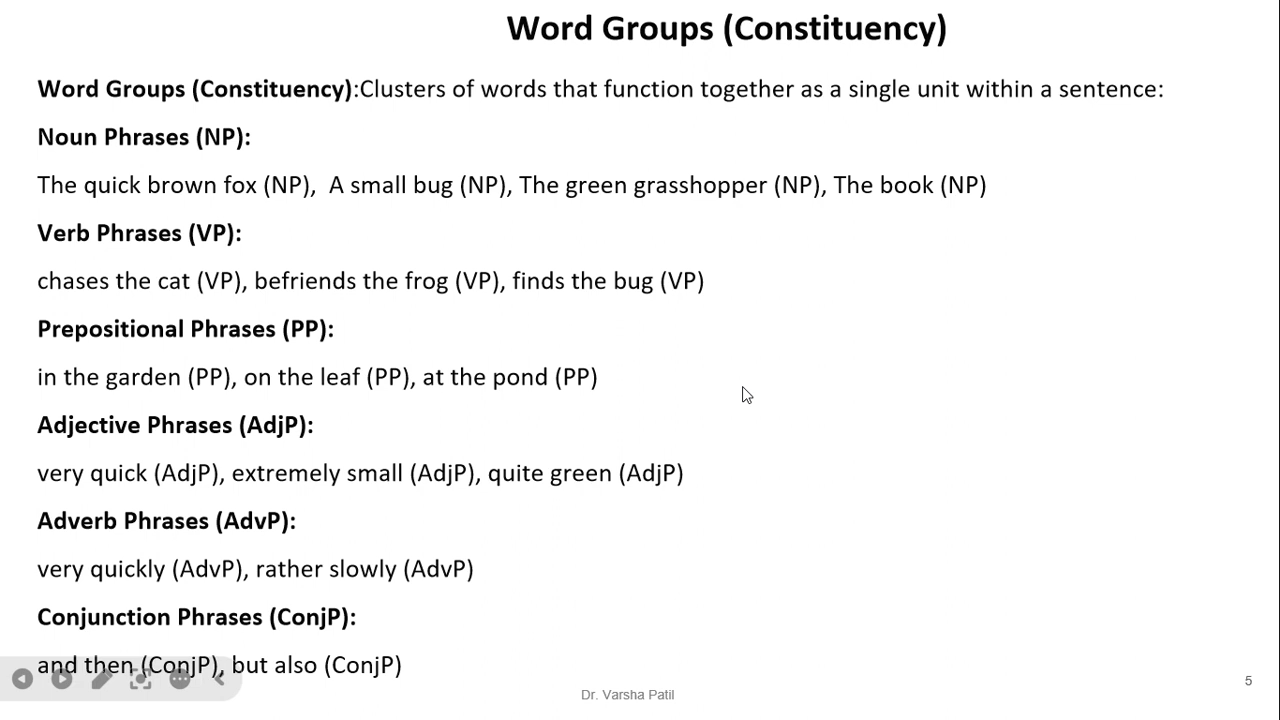 Word Groups (Constituency)
Word Groups (Constituency):Clusters of words that function together as a single unit within a sentence:
Noun Phrases (NP):
The quick brown fox (NP),  A small bug (NP), The green grasshopper (NP), The book (NP)
Verb Phrases (VP):
chases the cat (VP), befriends the frog (VP), finds the bug (VP)
Prepositional Phrases (PP):
in the garden (PP), on the leaf (PP), at the pond (PP)
Adjective Phrases (AdjP):
very quick (AdjP), extremely small (AdjP), quite green (AdjP)
Adverb Phrases (AdvP):
very quickly (AdvP), rather slowly (AdvP)
Conjunction Phrases (ConjP):
and then (ConjP), but also (ConjP)
Dr. Varsha Patil
5